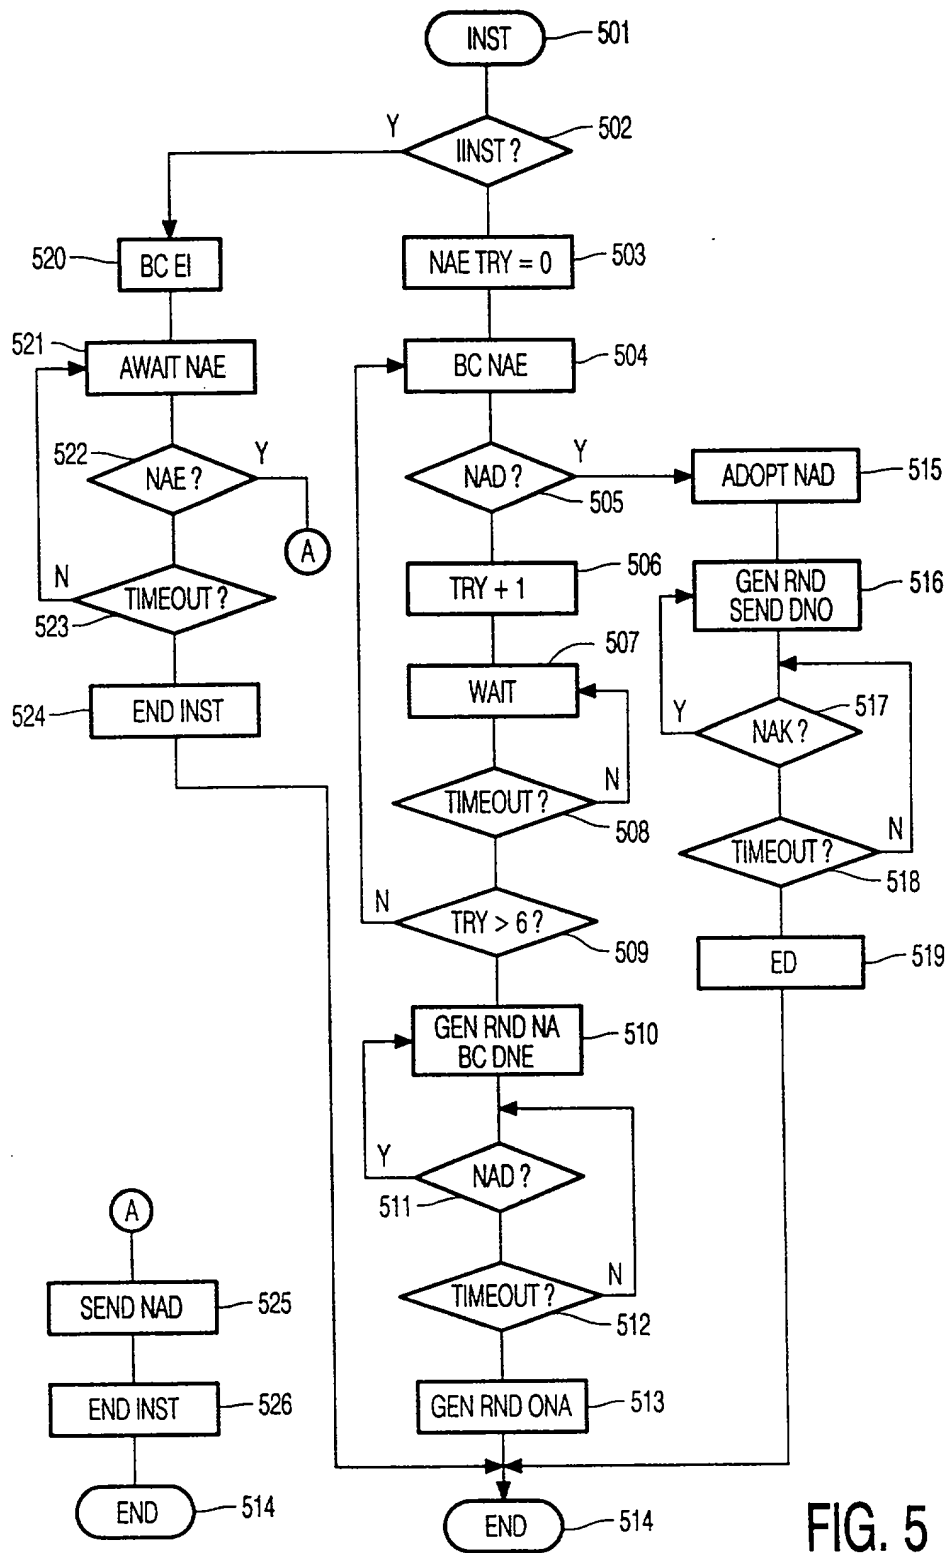 INST
501
Y
502
IINST ?
520
BC EI
NAE TRY = 0
503
521
AWAIT NAE
BC NAE
504
522
Y
NAE ?
NAD ?
Y
505
ADOPT NAD
515
A
N
TIMEOUT ?
523
506
TRY + 1
GEN RND
SEND DNO
516
507
WAIT
524
END INST
Y
517
NAK ?
TIMEOUT ?
N
508
TIMEOUT ?
N
518
N
TRY > 6 ?
509
ED
519
GEN RND NA
BC DNE
510
Y
NAD ?
511
A
TIMEOUT ?
N
512
SEND NAD
525
END INST
526
GEN RND ONA
513
END
514
END
514
FIG. 5